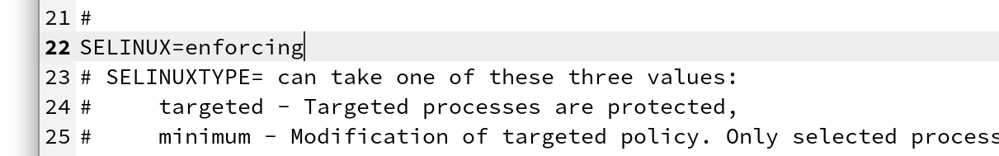 21 #
22 SELINUX=enforcing
23 # SELINUXTYPE= can take one of these three values:
24 #     targeted - Targeted processes are protected,
25 #     minimum - Modification of targeted policy. Only selected process